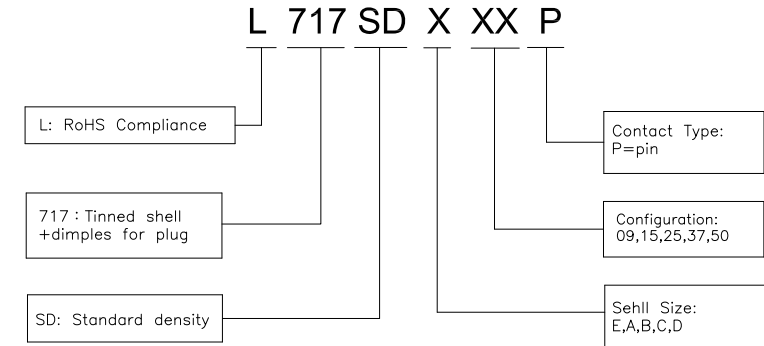 L 717 SD X XX P
L: RoHS Compliance
Contact Type:
P=pin
717：Tinned shell
+dimples for plug
Configuration:
09,15,25,37,50
SD: Standard density
Sehll Size:
E,A,B,C,D